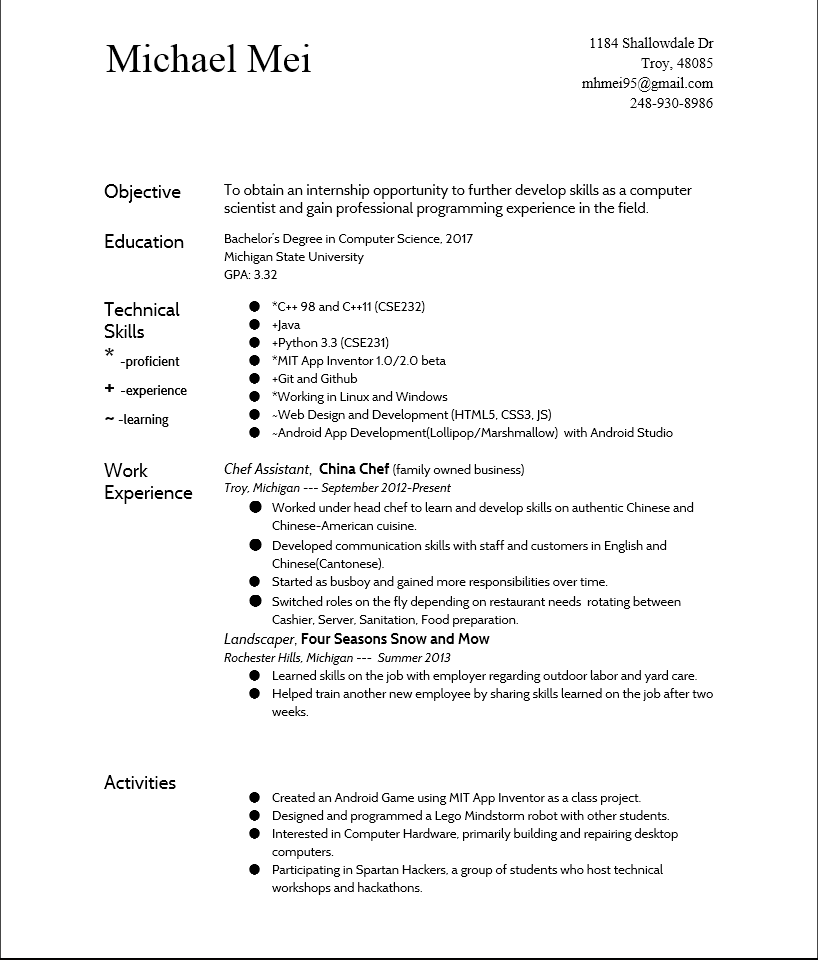 Michael Mei
1184 Shallowdale Dr
Troy, 48085
mhmei95@gmail.com
248-930-8986
Objective
To obtain an internship opportunity to further develop skills as a computer
scientist and gain professional programming experience in the field.
Education
Bachelor's Degree in Computer Science, 2017
Michigan State University
GPA: 3.32
Technical
Skills
* -proficient
+ -experience
~ -learning
● *C++ 98 and C++11 (CSE232)
● +Java
● +Python 3.3 (CSE231)
● *MIT App Inventor 1.0/2.0 beta
● +Git and Github
● *Working in Linux and Windows
● ~Web Design and Development (HTML5, CSS3, JS)
● ~Android App Development(Lollipop/Marshmallow) with Android Studio
Work
Experience
Chef Assistant, China Chef (family owned business)
Troy, Michigan --- September 2012-Present
● Worked under head chef to learn and develop skills on authentic Chinese and
Chinese-American cuisine.
● Developed communication skills with staff and customers in English and
Chinese(Cantonese).
● Started as busboy and gained more responsibilities over time.
● Switched roles on the fly depending on restaurant needs rotating between
Cashier, Server, Sanitation, Food preparation.
Landscaper, Four Seasons Snow and Mow
Rochester Hills, Michigan --- Summer 2013
● Learned skills on the job with employer regarding outdoor labor and yard care.
● Helped train another new employee by sharing skills learned on the job after two
weeks.
Activities
● Created an Android Game using MIT App Inventor as a class project.
● Designed and programmed a Lego Mindstorm robot with other students.
● Interested in Computer Hardware, primarily building and repairing desktop
computers.
● Participating in Spartan Hackers, a group of students who host technical
workshops and hackathons.